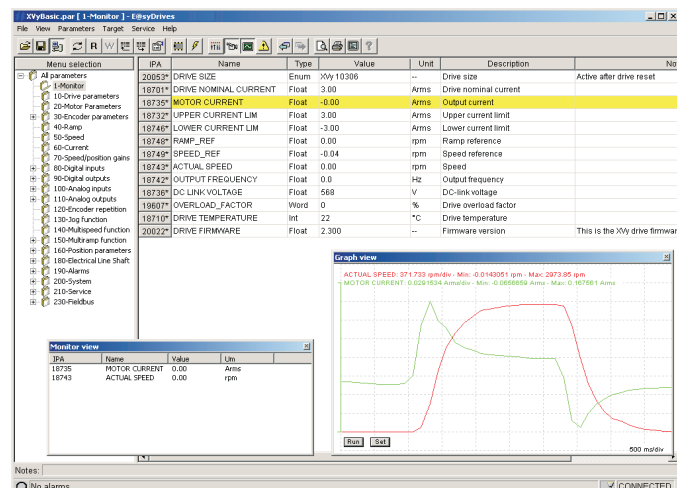 XVyBasic.par [ 1-Monitor ] - E@syDrives
File View Parameters Target Service Help
Menu selection
All parameters
1-Monitor
10-Drive parameters
20-Motor Parameters
30-Encoder parameters
40-Ramp
50-Speed
60-Current
70-Speed/position gains
80-Digital inputs
90-Digital outputs
100-Analog inputs
110-Analog outputs
120-Encoder repetition
130-Jog function
140-Multispeed function
150-Multiramp function
160-Position parameters
180-Electrical Line Shaft
190-Alarms
200-System
210-Service
230-Fieldbus
IPA Name Type Value Unit Description Not
20053* DRIVE SIZE Enum XVy 10306 -- Drive size Active after drive reset
18701* DRIVE NOMINAL CURRENT Float 3.00 Arms Drive nominal current
18735* MOTOR CURRENT Float -0.00 Arms Output current
18732* UPPER CURRENT LIM Float 3.00 Arms Upper current limit
18746* LOWER CURRENT LIM Float -3.00 Arms Lower current limit
18748* RAMP_REF Float 0.00 rpm Ramp reference
18749* SPEED_REF Float -0.04 rpm Speed reference
18743* ACTUAL SPEED Float 0.00 rpm Speed
18742* OUTPUT FREQUENCY Float 0.0 Hz Output frequency
18736* DC LINK VOLTAGE Float 568 V DC-link voltage
19607* OVERLOAD_FACTOR Word 0 % Drive overload factor
18710* DRIVE TEMPERATURE Int 22 °C Drive temperature
20022* DRIVE FIRMWARE Float 2.300 -- Firmware version This is the XVy drive firmwar
Graph view
ACTUAL SPEED: 371.733 rpm/div - Min: -0.0143051 rpm - Max: 2973.85 rpm
MOTOR CURRENT: 0.0291534 Arms/div - Min: -0.0656659 Arms - Max: 0.167561 Arms
Run Set
500 ms/div
Monitor view
IPA Name Value Um
18735 MOTOR CURRENT 0.00 Arms
18743 ACTUAL SPEED 0.00 rpm
Notes:
No alarms CONNECTED